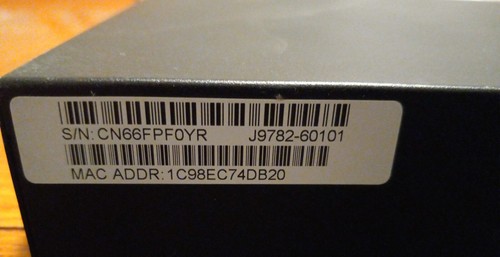 S/N: CN66FPF0YR J9782-60101
MAC ADDR: 1C98EC74DB20